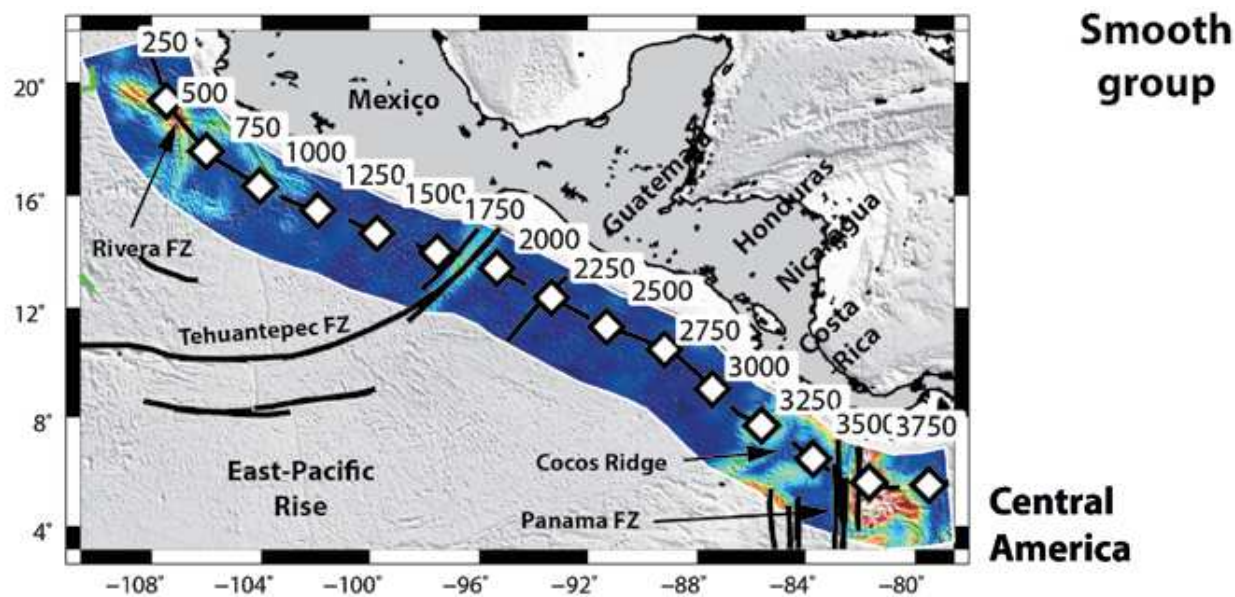 Smooth
group
250
500
750
1000
1250
1500
1750
2000
2250
2500
2750
3000
3250
3500
3750
20°
16°
12°
8°
4°
Mexico
Guatemala
Honduras
Nicaragua
Costa
Rica
Rivera FZ
Tehuantepec FZ
East-Pacific
Rise
Cocos Ridge
Panama FZ
Central
America
−108°
−104°
−100°
−96°
−92°
−88°
−84°
−80°